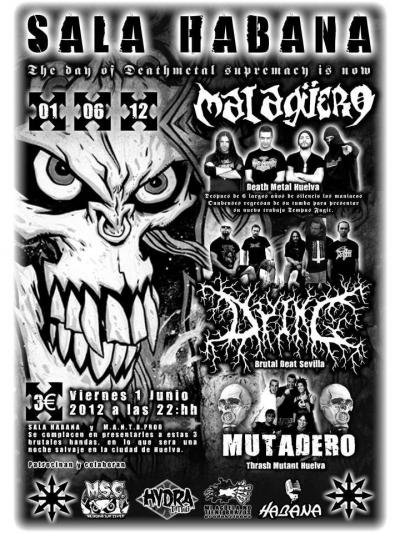 SALA HABANA
The day of Deathmetal supremacy is now
01 06 12
MALAGÜERO
Death Metal Huelva
Despues de 6 largos años de silencio los maniacos
Onubenses regresan de su tumba para presentar
su nuevo trabajo Tempus Fugit.
DYING
Brutal Deat Sevilla
3€
Viernes 1 Junio
2012 a las 22:hh
SALA HABANA y M.A.N.T.D.PROD
Se complacen en presentarles a estas 3
brutales bandas, en lo que sera una
noche salvaje en la ciudad de Huelva.
MUTADERO
Thrash Mutant Huelva
Patrocinan y colaboran
M.S.C.
HYDRA
HABANA